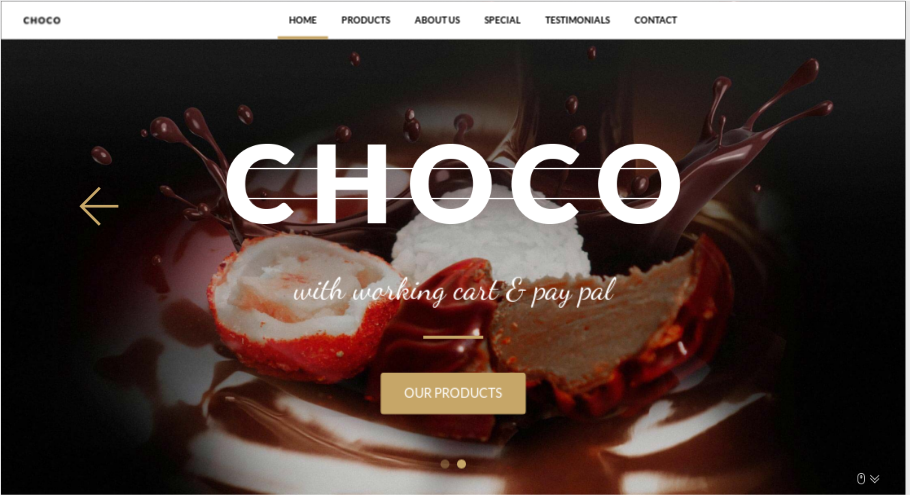 CHOCO
HOME PRODUCTS ABOUT US SPECIAL TESTIMONIALS CONTACT
CHOCO
with working cart & pay pal
OUR PRODUCTS